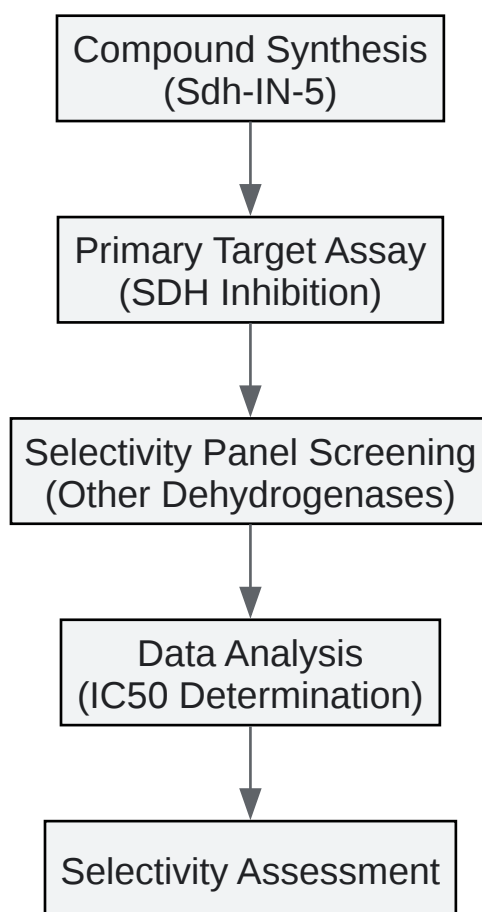 Compound Synthesis
(Sdh-IN-5)
Primary Target Assay
(SDH Inhibition)
Selectivity Panel Screening
(Other Dehydrogenases)
Data Analysis
(IC50 Determination)
Selectivity Assessment